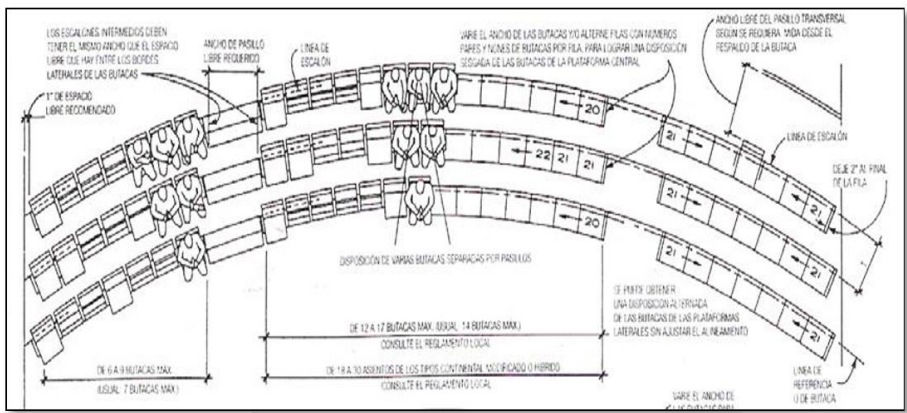 LOS ESCALONES INTERMEDIOS DEBEN
TENER EL MISMO ANCHO QUE EL ESPACIO
LIBRE QUE HAY ENTRE LOS BORDES
LATERALES DE LAS BUTACAS
1" DE ESPACIO
LIBRE RECOMENDADO
ANCHO DE PASILLO
LIBRE REQUERIDO
LINEA DE
ESCALÓN
VARIE EL ANCHO DE LAS BUTACAS Y/O ALTERNE FILAS CON NUMEROS
PARES Y NONES DE BUTACAS POR FILA, PARA LOGRAR UNA DISPOSICIÓN
SESGADA DE LAS BUTACAS DE LA PLATAFORMA CENTRAL
ANCHO LIBRE DEL PASILLO TRANSVERSAL
SEGUN SE REQUIERA. MIDA DESDE EL
RESPALDO DE LA BUTACA
LINEA DE ESCALÓN
DEJE 2" AL FINAL
DE LA FILA
20
21
21
22 21 21
21
21
20
21
21
DISPOSICIÓN DE VARIAS BUTACAS SEPARADAS POR PASILLOS
SE PUEDE OBTENER
UNA DISPOSICION ALTERNADA
DE LAS BUTACAS DE LAS PLATAFORMAS
LATERALES SIN AJUSTAR EL ALINEAMIENTO
DE 12 A 17 BUTACAS MAX. (USUAL 14 BUTACAS MAX.)
CONSULTE EL REGLAMENTO LOCAL
DE 6 A 9 BUTACAS MAX
(USUAL 7 BUTACAS MAX.)
DE 18 A 30 ASIENTOS DE LOS TIPOS CONTINENTAL MODIFICADO O HIBRIDO
CONSULTE EL REGLAMENTO LOCAL
LINEA DE
REFERENCIA
DE BUTACA
VARIE EL ANCHO DE